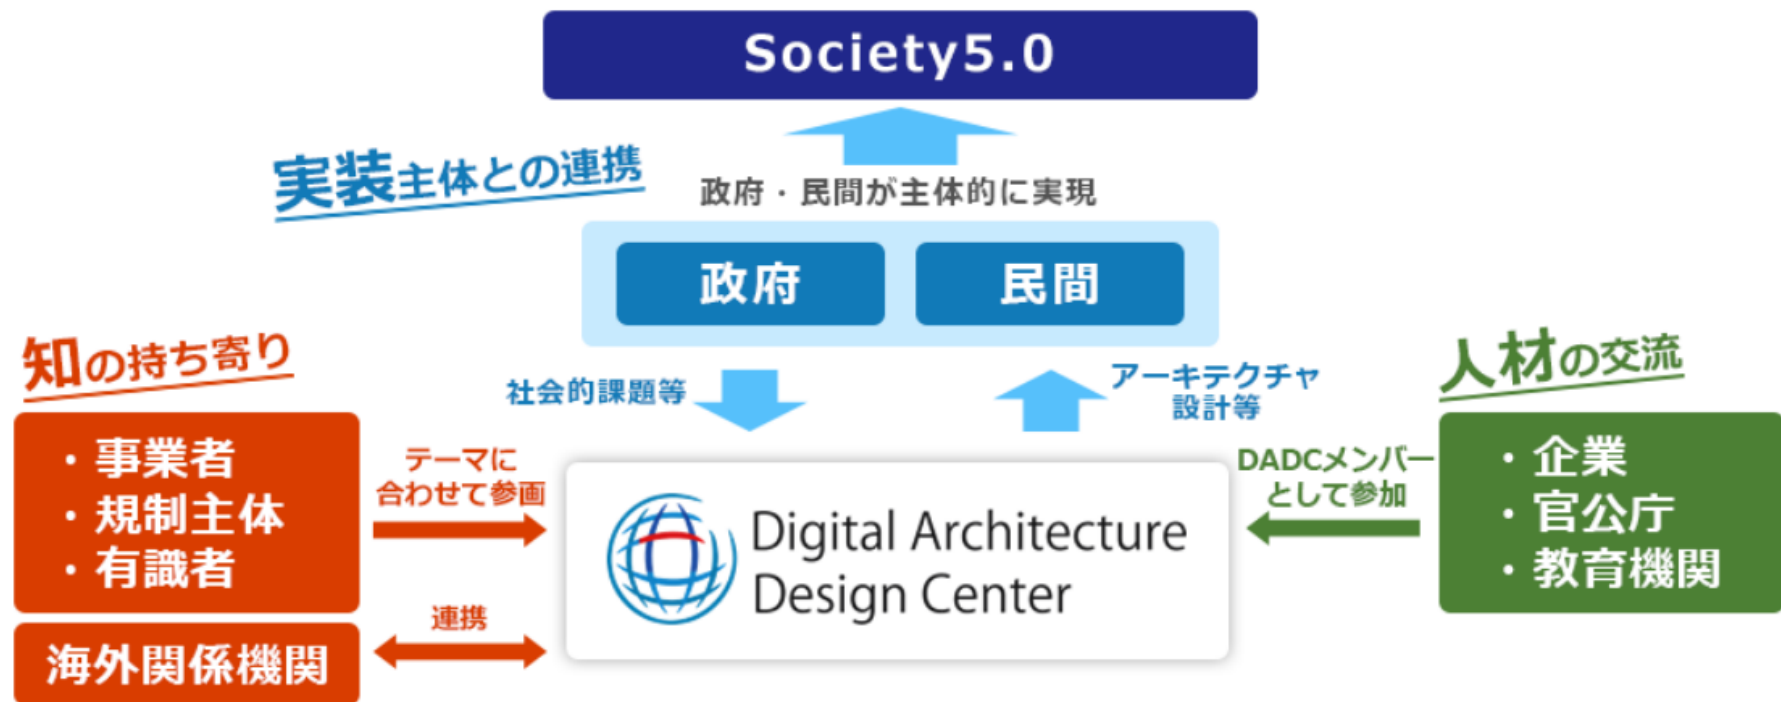 Society5.0
実装主体との連携
政府・民間が主体的に実現
政府
民間
知の持ち寄り
社会的課題等
アーキテクチャ
設計等
人材の交流
・事業者
・規制主体
・有識者
テーマに
合わせて参画
Digital Architecture
Design Center
DADCメンバー
として参加
・企業
・官公庁
・教育機関
連携
海外関係機関